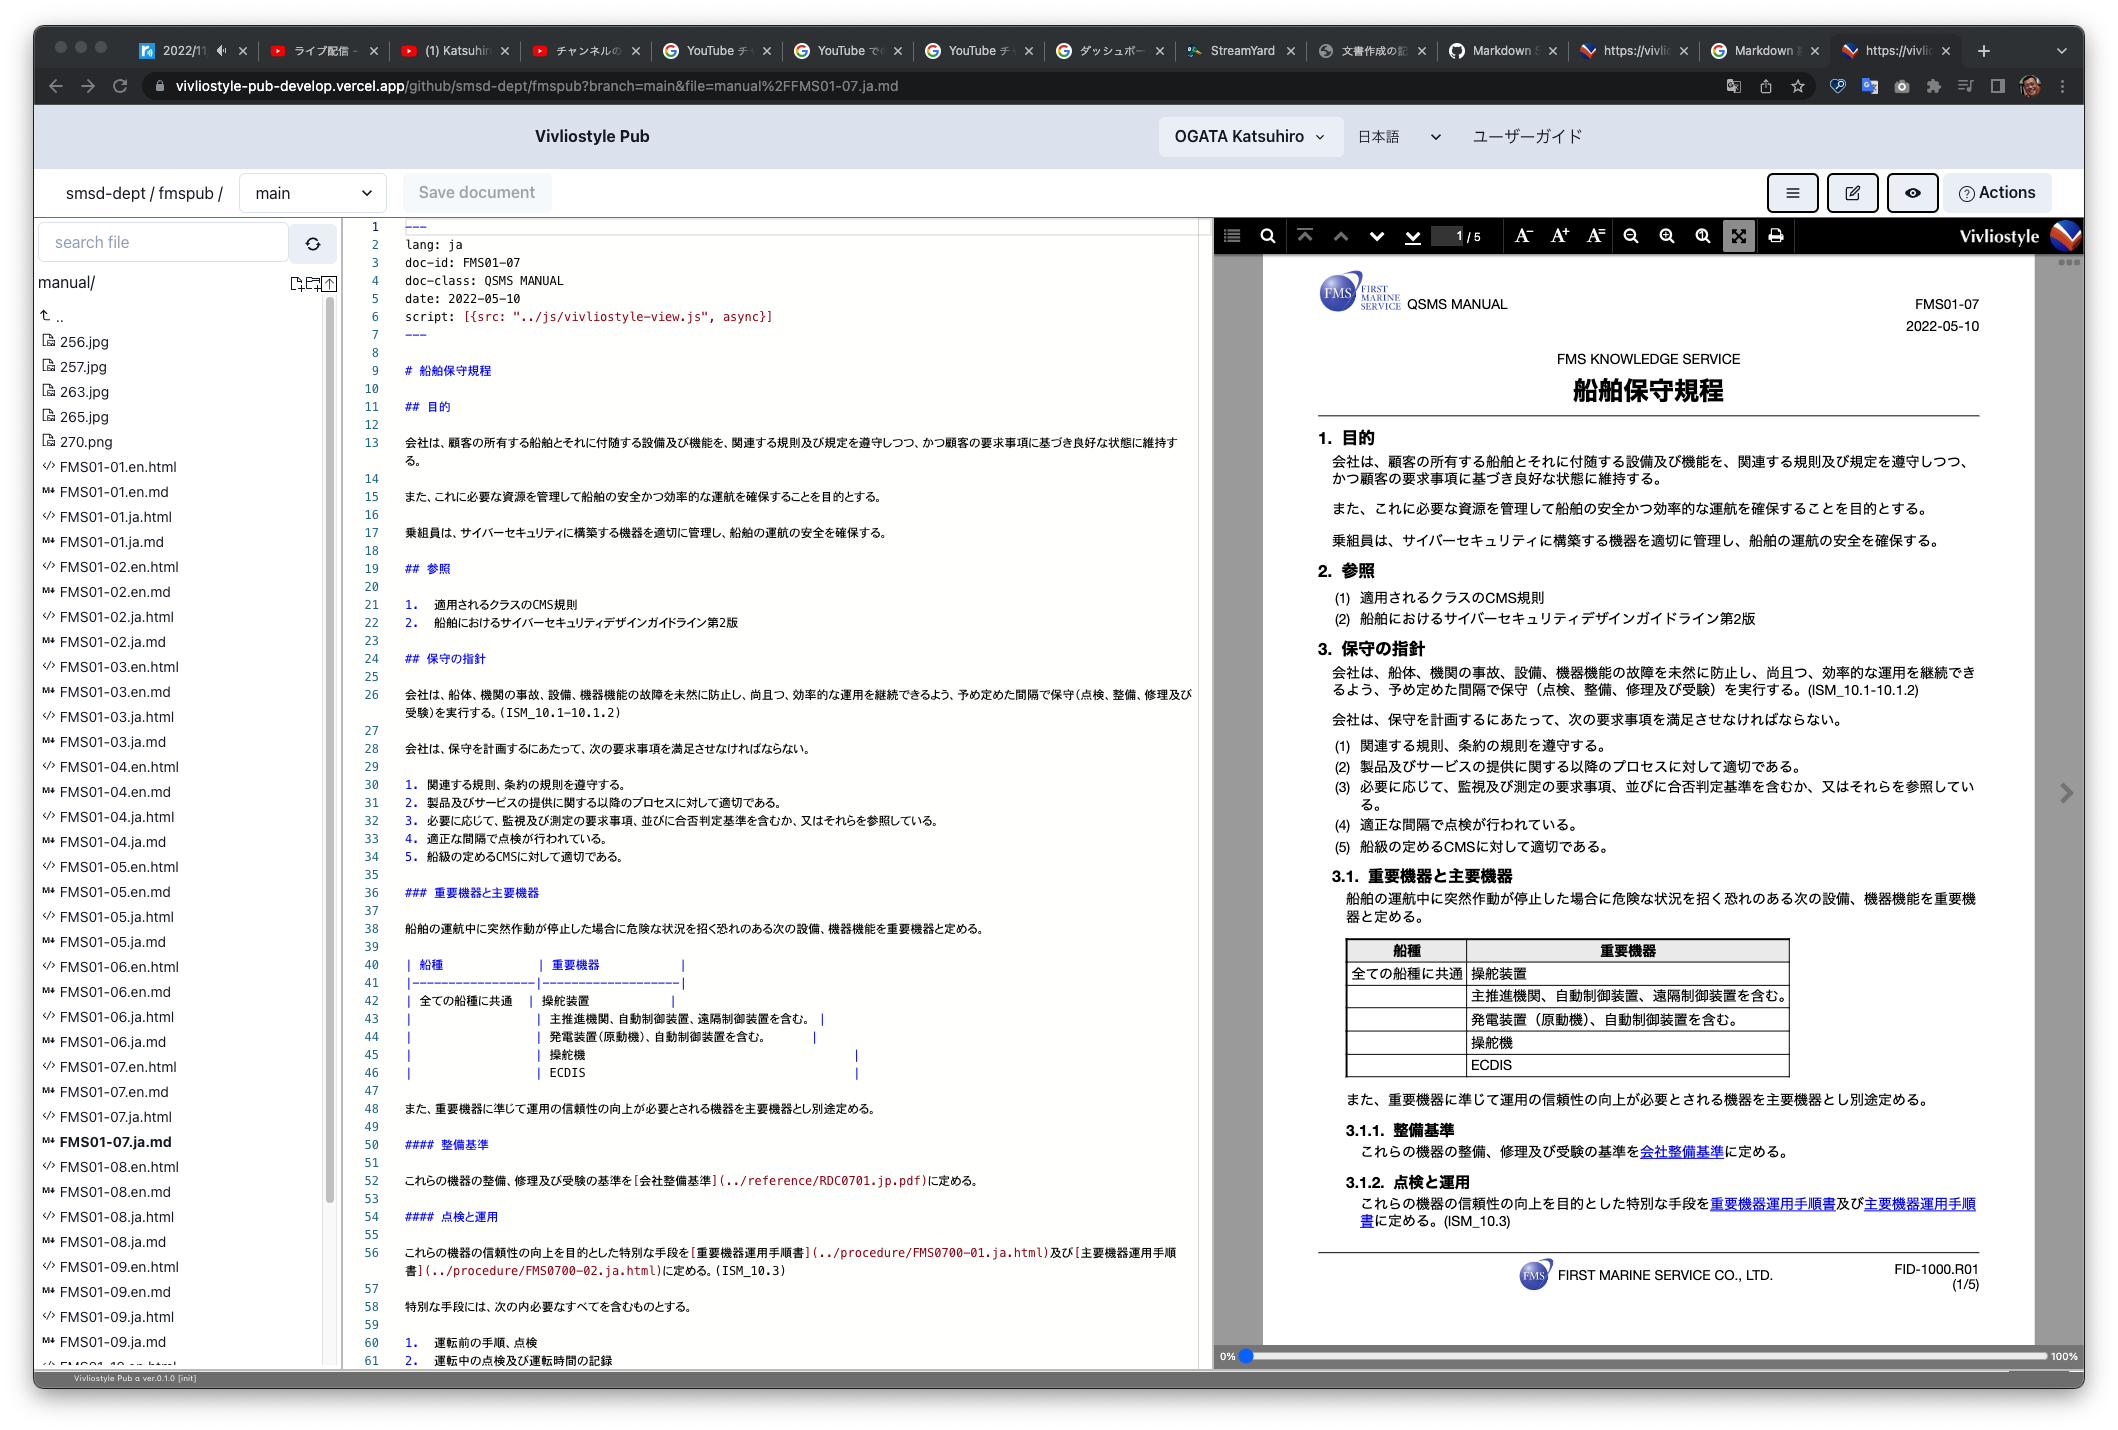 2022/11
ライブ配信 -
(1) Katsuhir
チャンネルの
YouTube チ
YouTube で
YouTube チ
ダッシュボー
StreamYard
文書作成の記
Markdown S
https://vivlio
Markdown
https://vivlio
vivliostyle-pub-develop.vercel.app/github/smsd-dept/fmspub?branch=main&file=manual%2FFMS01-07.ja.md
Vivliostyle Pub
OGATA Katsuhiro
日本語
ユーザーガイド
smsd-dept / fmspub /
main
Save document
Actions
search file
manual/
..
256.jpg
257.jpg
263.jpg
265.jpg
270.png
FMS01-01.en.html
FMS01-01.en.md
FMS01-01.ja.html
FMS01-01.ja.md
FMS01-02.en.html
FMS01-02.en.md
FMS01-02.ja.html
FMS01-02.ja.md
FMS01-03.en.html
FMS01-03.en.md
FMS01-03.ja.html
FMS01-03.ja.md
FMS01-04.en.html
FMS01-04.en.md
FMS01-04.ja.html
FMS01-04.ja.md
FMS01-05.en.html
FMS01-05.en.md
FMS01-05.ja.html
FMS01-05.ja.md
FMS01-06.en.html
FMS01-06.en.md
FMS01-06.ja.html
FMS01-06.ja.md
FMS01-07.en.html
FMS01-07.en.md
FMS01-07.ja.html
FMS01-07.ja.md
FMS01-08.en.html
FMS01-08.en.md
FMS01-08.ja.html
FMS01-08.ja.md
FMS01-09.en.html
FMS01-09.en.md
FMS01-09.ja.html
FMS01-09.ja.md
1 ---
2 lang: ja
3 doc-id: FMS01-07
4 doc-class: QSMS MANUAL
5 date: 2022-05-10
6 script: [{src: "../js/vivliostyle-view.js", async}]
7 ---
8
9 # 船舶保守規程
10
11 ## 目的
12
13 会社は、顧客の所有する船舶とそれに付随する設備及び機能を、関連する規則及び規定を遵守しつつ、かつ顧客の要求事項に基づき良好な状態に維持す
る。
14
15 また、これに必要な資源を管理して船舶の安全かつ効率的な運航を確保することを目的とする。
16
17 乗組員は、サイバーセキュリティに構築する機器を適切に管理し、船舶の運航の安全を確保する。
18
19 ## 参照
20
21 1. 適用されるクラスのCMS規則
22 2. 船舶におけるサイバーセキュリティデザインガイドライン第2版
23
24 ## 保守の指針
25
26 会社は、船体、機関の事故、設備、機器機能の故障を未然に防止し、尚且つ、効率的な運用を継続できるよう、予め定めた間隔で保守(点検、整備、修理及び
受験)を実行する。(ISM_10.1-10.1.2)
27
28 会社は、保守を計画するにあたって、次の要求事項を満足させなければならない。
29
30 1. 関連する規則、条約の規則を遵守する。
31 2. 製品及びサービスの提供に関する以降のプロセスに対して適切である。
32 3. 必要に応じて、監視及び測定の要求事項、並びに合否判定基準を含むか、又はそれらを参照している。
33 4. 適正な間隔で点検が行われている。
34 5. 船級の定めるCMSに対して適切である。
35
36 ### 重要機器と主要機器
37
38 船舶の運航中に突然作動が停止した場合に危険な状況を招く恐れのある次の設備、機器機能を重要機器と定める。
39
40 | 船種 | 重要機器 |
41 |-----------------|-------------------|
42 | 全ての船種に共通 | 操舵装置 |
43 | | 主推進機関、自動制御装置、遠隔制御装置を含む。 |
44 | | 発電装置(原動機)、自動制御装置を含む。 |
45 | | 操舵機 |
46 | | ECDIS |
47
48 また、重要機器に準じて運用の信頼性の向上が必要とされる機器を主要機器とし別途定める。
49
50 #### 整備基準
51
52 これらの機器の整備、修理及び受験の基準を[会社整備基準](../reference/RDC0701.jp.pdf)に定める。
53
54 #### 点検と運用
55
56 これらの機器の信頼性の向上を目的とした特別な手段を[重要機器運用手順書](../procedure/FMS0700-01.ja.html)及び[主要機器運用手順
書](../procedure/FMS0700-02.ja.html)に定める。(ISM_10.3)
57
58 特別な手段には、次の内必要なすべてを含むものとする。
59
60 1. 運転前の手順、点検
61 2. 運転中の点検及び運転時間の記録
1 / 5
Vivliostyle
FMS FIRST MARINE SERVICE
QSMS MANUAL
FMS01-07
2022-05-10
FMS KNOWLEDGE SERVICE
船舶保守規程
1. 目的
会社は、顧客の所有する船舶とそれに付随する設備及び機能を、関連する規則及び規定を遵守しつつ、
かつ顧客の要求事項に基づき良好な状態に維持する。
また、これに必要な資源を管理して船舶の安全かつ効率的な運航を確保することを目的とする。
乗組員は、サイバーセキュリティに構築する機器を適切に管理し、船舶の運航の安全を確保する。
2. 参照
(1) 適用されるクラスのCMS規則
(2) 船舶におけるサイバーセキュリティデザインガイドライン第2版
3. 保守の指針
会社は、船体、機関の事故、設備、機器機能の故障を未然に防止し、尚且つ、効率的な運用を継続でき
るよう、予め定めた間隔で保守（点検、整備、修理及び受験）を実行する。(ISM_10.1-10.1.2)
会社は、保守を計画するにあたって、次の要求事項を満足させなければならない。
(1) 関連する規則、条約の規則を遵守する。
(2) 製品及びサービスの提供に関する以降のプロセスに対して適切である。
(3) 必要に応じて、監視及び測定の要求事項、並びに合否判定基準を含むか、又はそれらを参照してい
る。
(4) 適正な間隔で点検が行われている。
(5) 船級の定めるCMSに対して適切である。
3.1. 重要機器と主要機器
船舶の運航中に突然作動が停止した場合に危険な状況を招く恐れのある次の設備、機器機能を重要機
器と定める。
船種 重要機器
全ての船種に共通 操舵装置
主推進機関、自動制御装置、遠隔制御装置を含む。
発電装置（原動機）、自動制御装置を含む。
操舵機
ECDIS
また、重要機器に準じて運用の信頼性の向上が必要とされる機器を主要機器とし別途定める。
3.1.1. 整備基準
これらの機器の整備、修理及び受験の基準を会社整備基準に定める。
3.1.2. 点検と運用
これらの機器の信頼性の向上を目的とした特別な手段を重要機器運用手順書及び主要機器運用手順
書に定める。(ISM_10.3)
FMS FIRST MARINE SERVICE CO., LTD.
FID-1000.R01
(1/5)
0%
100%
Vivliostyle Pub α ver.0.1.0 [init]